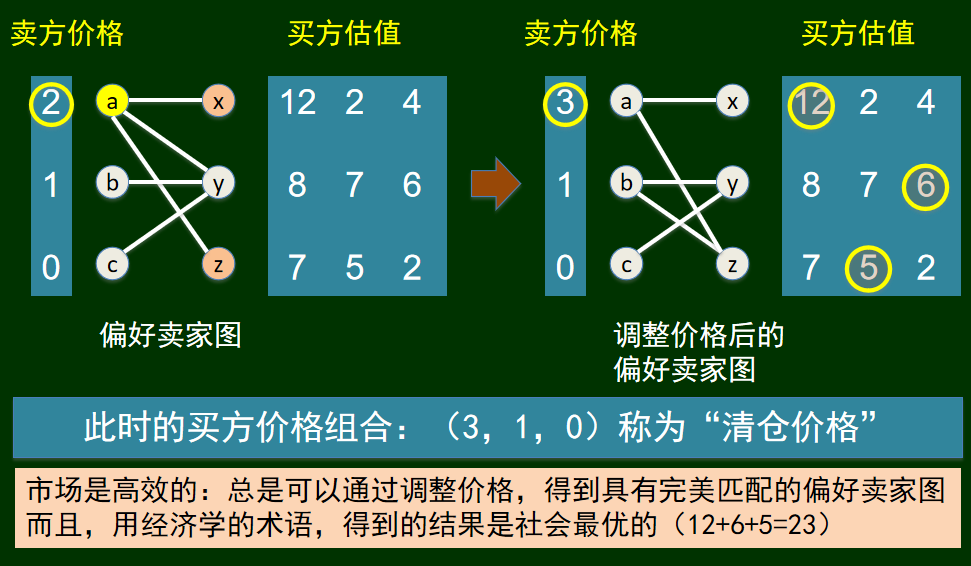 卖方价格 买方估值 卖方价格 买方估值
2 a x 12 2 4 3 a x 12 2 4
1 b y 8 7 6 1 b y 8 7 6
0 c z 7 5 2 0 c z 7 5 2
偏好卖家图 调整价格后的
偏好卖家图
此时的买方价格组合：（3，1，0）称为“清仓价格”
市场是高效的：总是可以通过调整价格，得到具有完美匹配的偏好卖家图
而且，用经济学的术语，得到的结果是社会最优的（12+6+5=23）